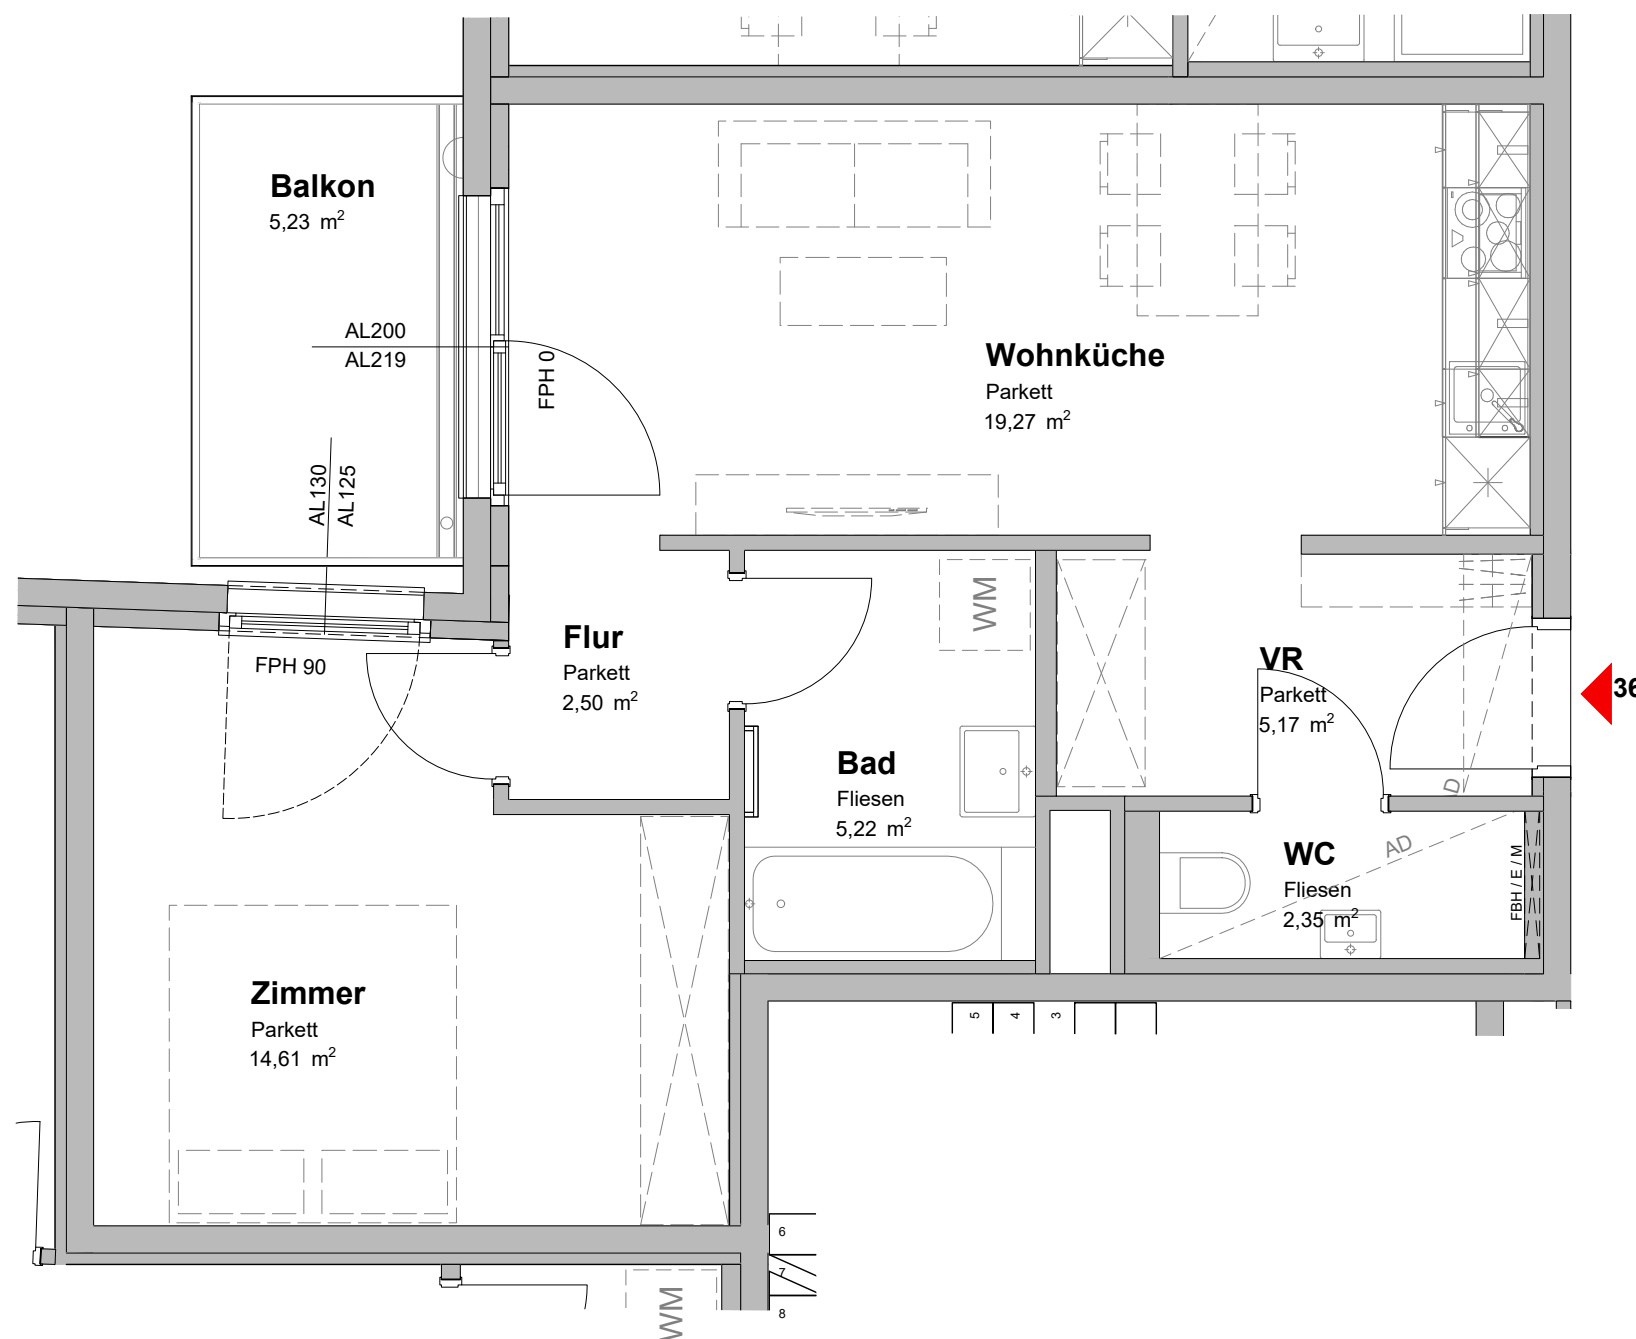 Balkon
5,23 m²
AL200
AL219
FPH 0
AL130
AL125
FPH 90
Wohnküche
Parkett
19,27 m²
WM
Flur
Parkett
2,50 m²
VR
Parkett
5,17 m²
36
Bad
Fliesen
5,22 m²
AD
WC
Fliesen
2,35 m²
AD
FBH / E / M
Zimmer
Parkett
14,61 m²
5
4
3
6
7
8
WM